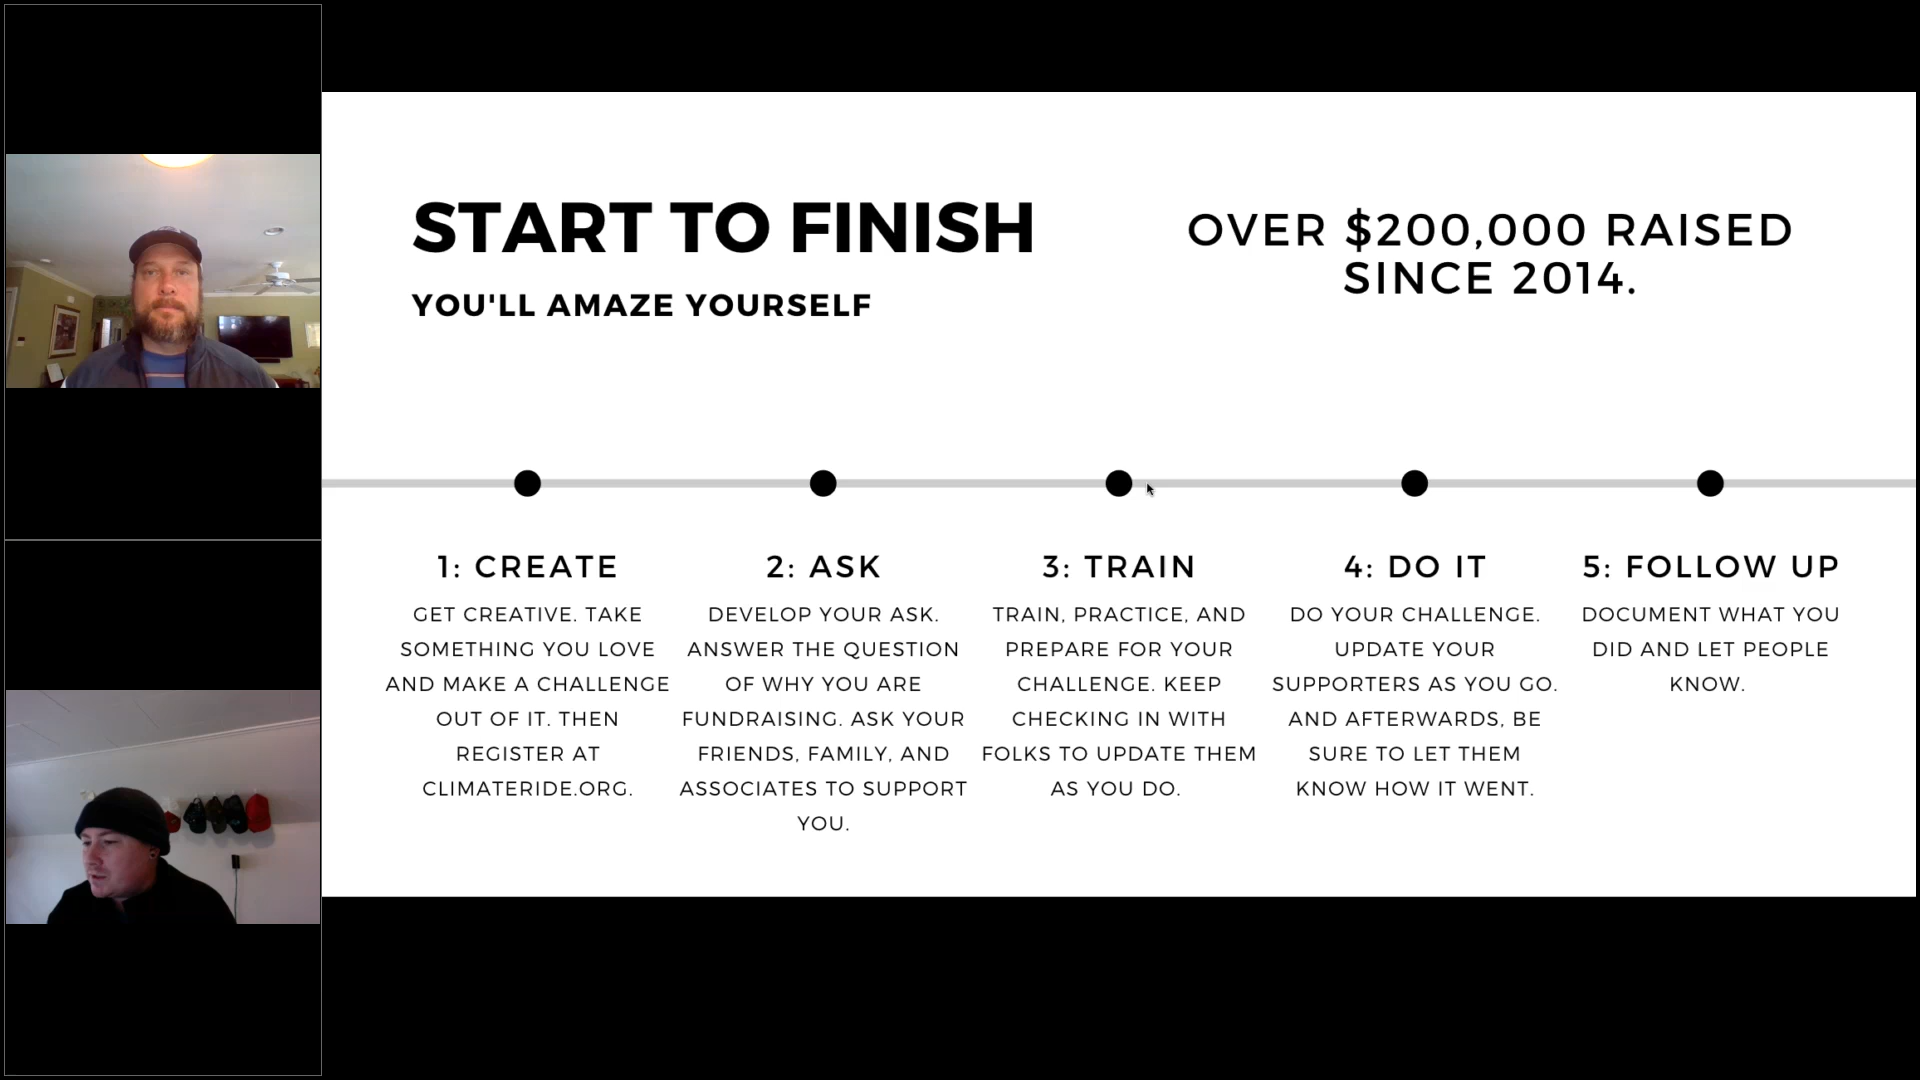 START TO FINISH
YOU'LL AMAZE YOURSELF
OVER $200,000 RAISED
SINCE 2014.
1: CREATE
GET CREATIVE. TAKE
SOMETHING YOU LOVE
AND MAKE A CHALLENGE
OUT OF IT. THEN
REGISTER AT
CLIMATERIDE.ORG.
2: ASK
DEVELOP YOUR ASK.
ANSWER THE QUESTION
OF WHY YOU ARE
FUNDRAISING. ASK YOUR
FRIENDS, FAMILY, AND
ASSOCIATES TO SUPPORT
YOU.
3: TRAIN
TRAIN, PRACTICE, AND
PREPARE FOR YOUR
CHALLENGE. KEEP
CHECKING IN WITH
FOLKS TO UPDATE THEM
AS YOU DO.
4: DO IT
DO YOUR CHALLENGE.
UPDATE YOUR
SUPPORTERS AS YOU GO.
AND AFTERWARDS, BE
SURE TO LET THEM
KNOW HOW IT WENT.
5: FOLLOW UP
DOCUMENT WHAT YOU
DID AND LET PEOPLE
KNOW.